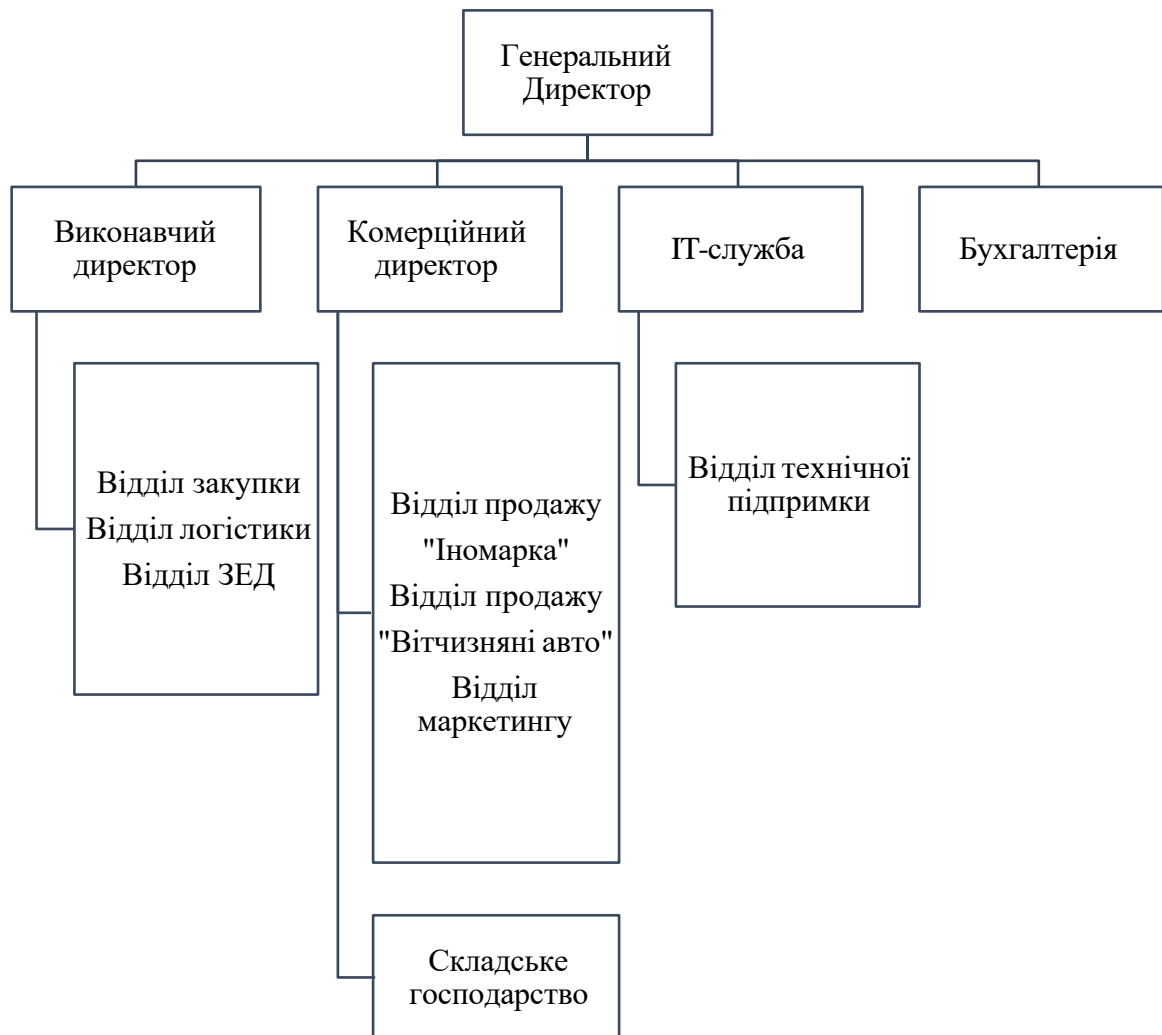 Генеральний
Директор
Виконавчий
директор
Комерційний
директор
ІТ-служба
Бухгалтерія
Відділ закупки
Відділ логістики
Відділ ЗЕД
Відділ продажу
"Іномарка"
Відділ продажу
"Вітчизняні авто"
Відділ
маркетингу
Відділ технічної
підпримки
Складське
господарство